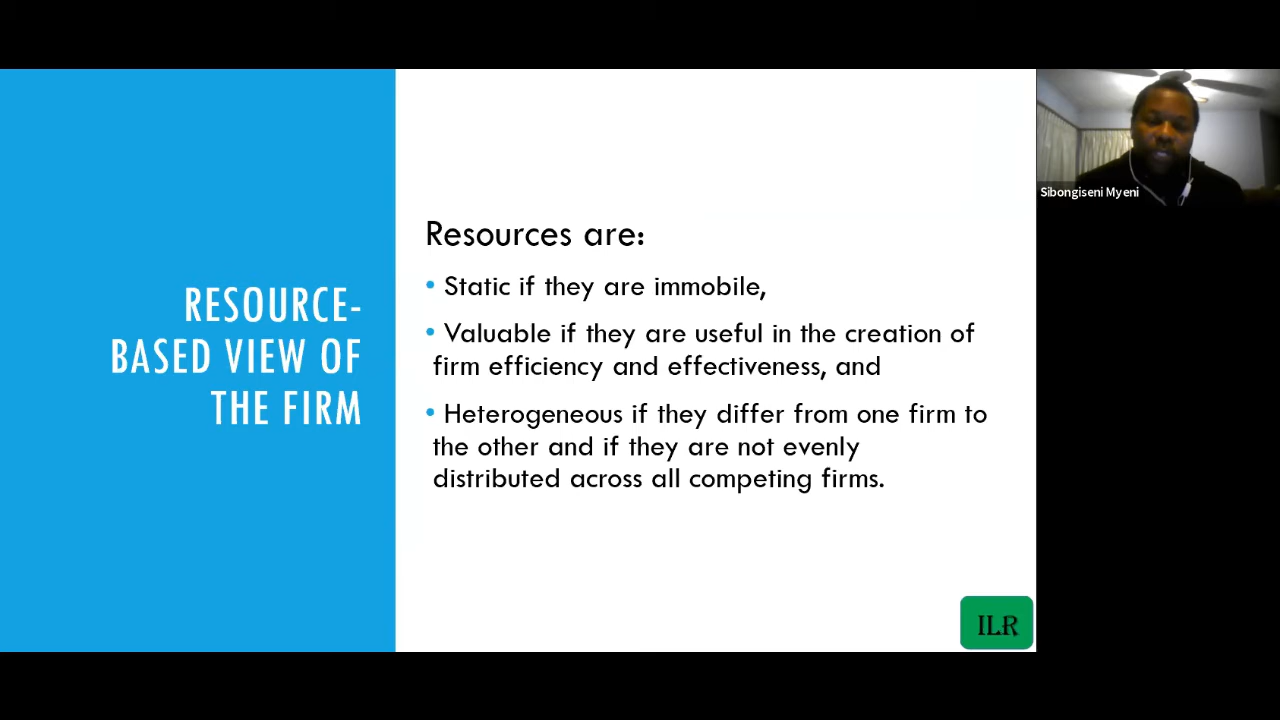 RESOURCE-
BASED VIEW OF
THE FIRM
Resources are:
• Static if they are immobile,
• Valuable if they are useful in the creation of
firm efficiency and effectiveness, and
• Heterogeneous if they differ from one firm to
the other and if they are not evenly
distributed across all competing firms.
ILR
Sibongiseni Myeni